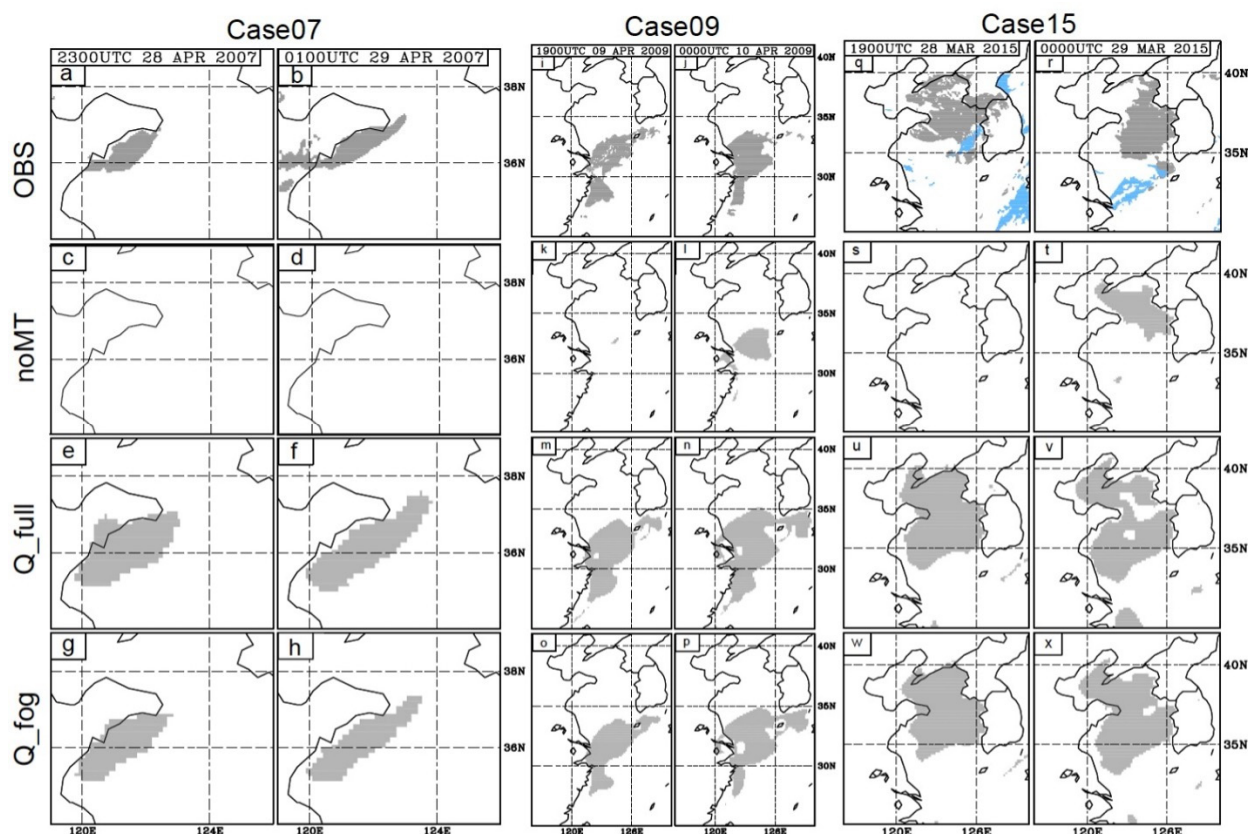 Case07 Case09 Case15
2300UTC 28 APR 2007 0100UTC 29 APR 2007 1900UTC 09 APR 2009 0000UTC 10 APR 2009 1900UTC 28 MAR 2015 0000UTC 29 MAR 2015
OBS
a b i j q r
38N 40N 40N
36N 35N 35N
30N
noMT
c d k l s t
38N 40N 40N
36N 35N 35N
30N
Q_full
e f m n u v
38N 40N 40N
36N 35N 35N
30N
Q_fog
g h o p w x
38N 40N 40N
36N 35N 35N
30N
120E 124E 120E 124E 120E 126E 120E 126E 120E 126E 120E 126E